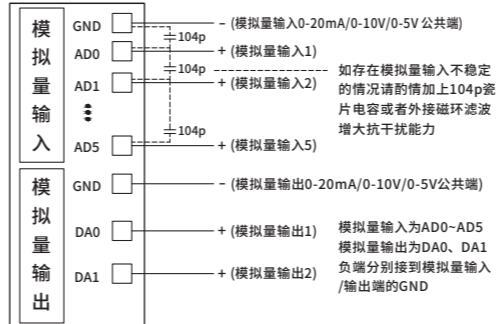 模拟量输入
GND
AD0
AD1
AD5
104p
104p
104p
− (模拟量输入0-20mA/0-10V/0-5V 公共端)
+ (模拟量输入1)
+ (模拟量输入2)
+ (模拟量输入5)
如存在模拟量输入不稳定
的情况请酌情加上104p瓷
片电容或者外接磁环滤波
增大抗干扰能力
模拟量输出
GND
DA0
DA1
− (模拟量输出0-20mA/0-10V/0-5V公共端)
+ (模拟量输出1)
+ (模拟量输出2)
模拟量输入为AD0~AD5
模拟量输出为DA0、DA1
负端分别接到模拟量输入
/输出端的GND